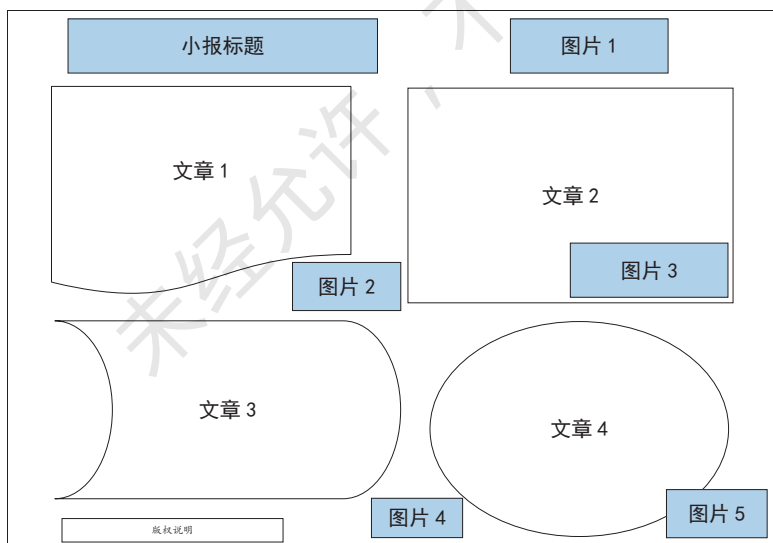 小报标题
图片 1
文章 1
文章 2
图片 2
图片 3
文章 3
文章 4
图片 4
图片 5
版权说明
未经允许，不